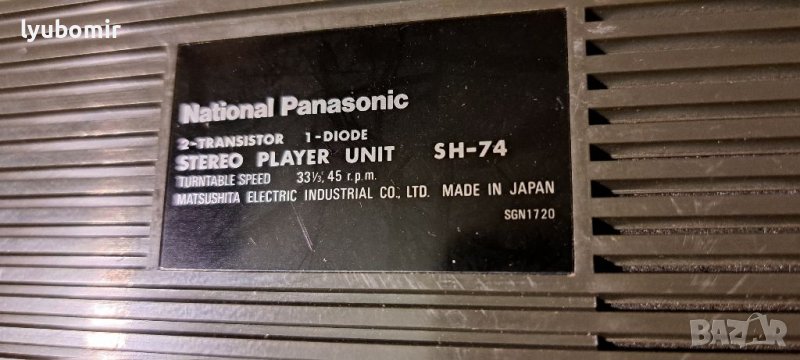 lyubomir
National Panasonic
2-TRANSISTOR 1-DIODE
STEREO PLAYER UNIT SH-74
TURNTABLE SPEED 33⅓, 45 r.p.m.
MATSUSHITA ELECTRIC INDUSTRIAL CO., LTD. MADE IN JAPAN
SGN1720
BAZAR